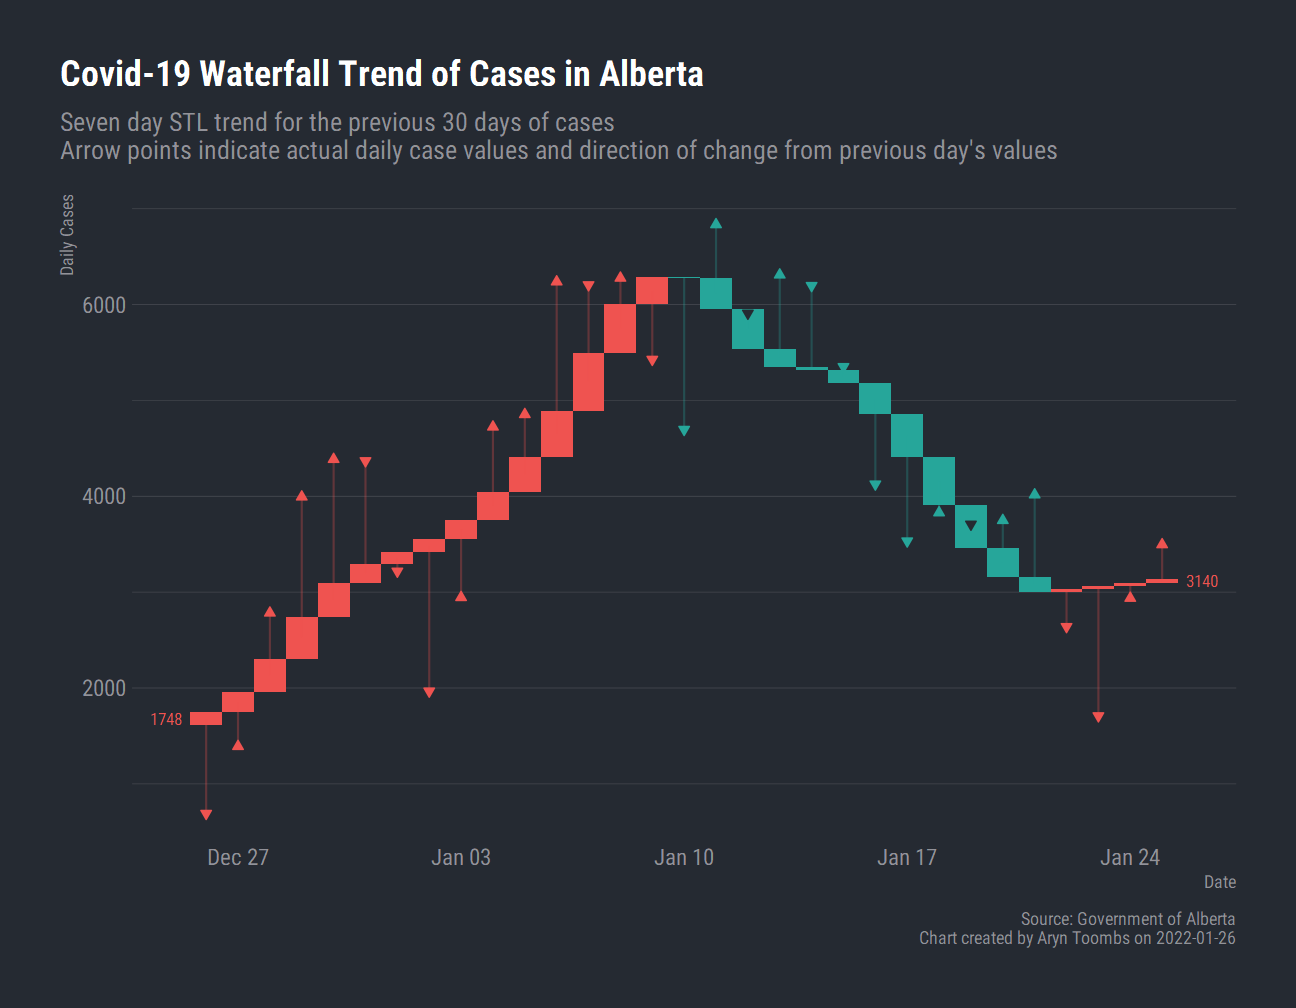 Covid-19 Waterfall Trend of Cases in Alberta
Seven day STL trend for the previous 30 days of cases
Arrow points indicate actual daily case values and direction of change from previous day's values
Daily Cases
6000
4000
2000
1748
3140
Dec 27
Jan 03
Jan 10
Jan 17
Jan 24
Date
Source: Government of Alberta
Chart created by Aryn Toombs on 2022-01-26